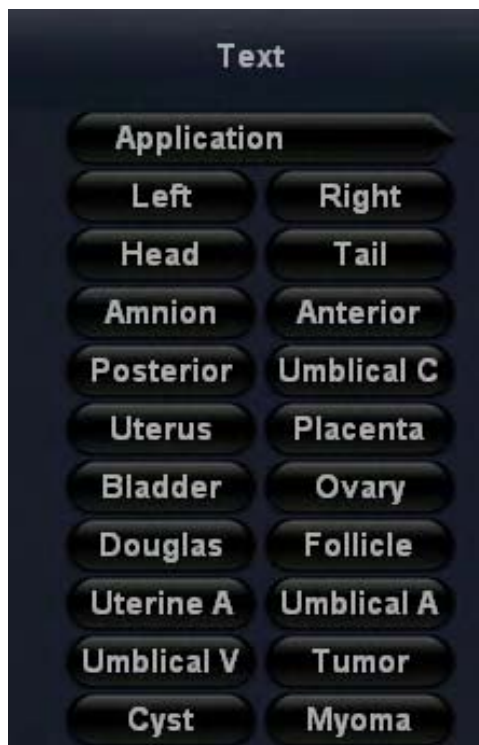 Text
Application
Left Right
Head Tail
Amnion Anterior
Posterior Umblical C
Uterus Placenta
Bladder Ovary
Douglas Follicle
Uterine A Umblical A
Umblical V Tumor
Cyst Myoma